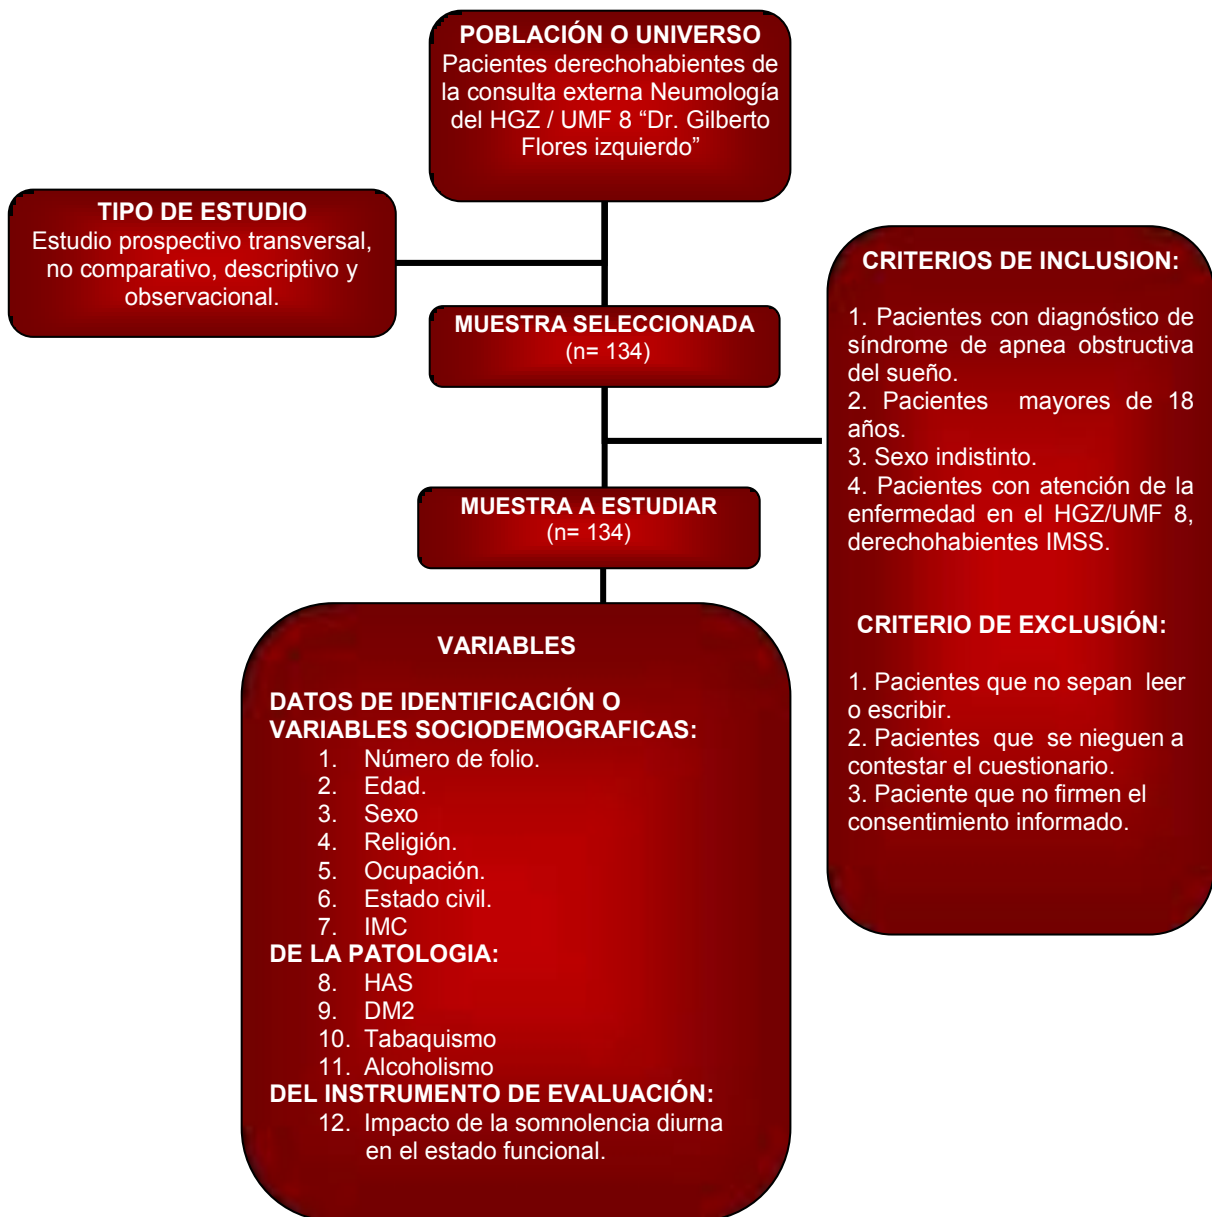 POBLACIÓN O UNIVERSO
Pacientes derechohabientes de
la consulta externa Neumología
del HGZ / UMF 8 “Dr. Gilberto
Flores izquierdo”
TIPO DE ESTUDIO
Estudio prospectivo transversal,
no comparativo, descriptivo y
observacional.
MUESTRA SELECCIONADA
(n= 134)
CRITERIOS DE INCLUSION:
1. Pacientes con diagnóstico de
síndrome de apnea obstructiva
del sueño.
2. Pacientes mayores de 18
años.
3. Sexo indistinto.
4. Pacientes con atención de la
enfermedad en el HGZ/UMF 8,
derechohabientes IMSS.
CRITERIO DE EXCLUSIÓN:
1. Pacientes que no sepan leer
o escribir.
2. Pacientes que se nieguen a
contestar el cuestionario.
3. Paciente que no firmen el
consentimiento informado.
MUESTRA A ESTUDIAR
(n= 134)
VARIABLES
DATOS DE IDENTIFICACIÓN O
VARIABLES SOCIODEMOGRAFICAS:
1. Número de folio.
2. Edad.
3. Sexo
4. Religión.
5. Ocupación.
6. Estado civil.
7. IMC
DE LA PATOLOGIA:
8. HAS
9. DM2
10. Tabaquismo
11. Alcoholismo
DEL INSTRUMENTO DE EVALUACIÓN:
12. Impacto de la somnolencia diurna
en el estado funcional.